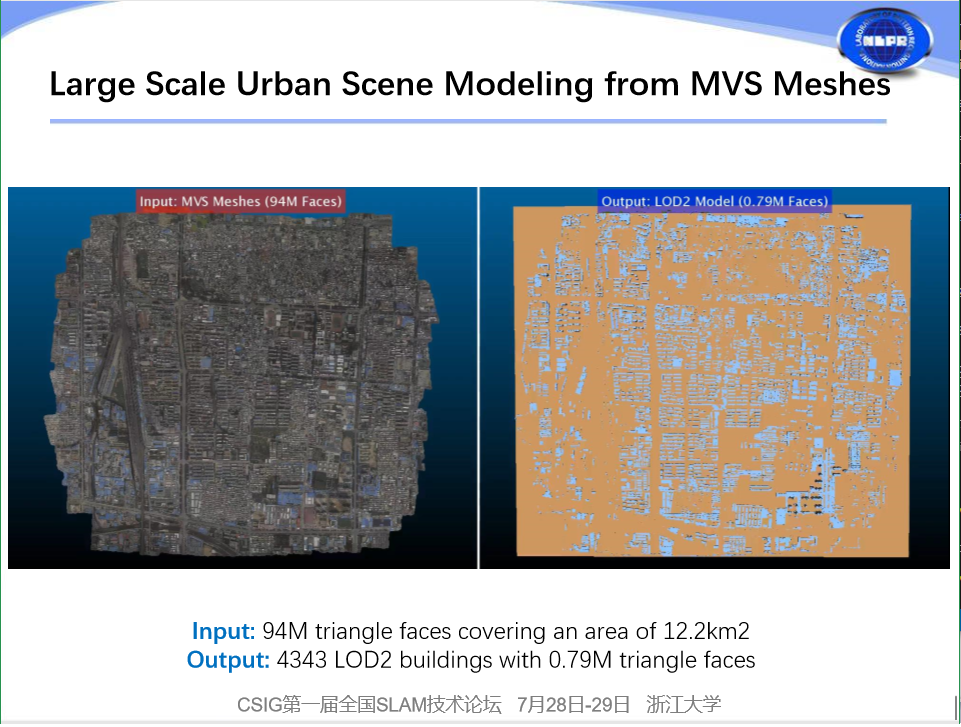 NLPR
Large Scale Urban Scene Modeling from MVS Meshes
Input: MVS Meshes (94M Faces)
Output: LOD2 Model (0.79M Faces)
Input: 94M triangle faces covering an area of 12.2km2
Output: 4343 LOD2 buildings with 0.79M triangle faces
CSIG第一届全国SLAM技术论坛 7月28日-29日 浙江大学